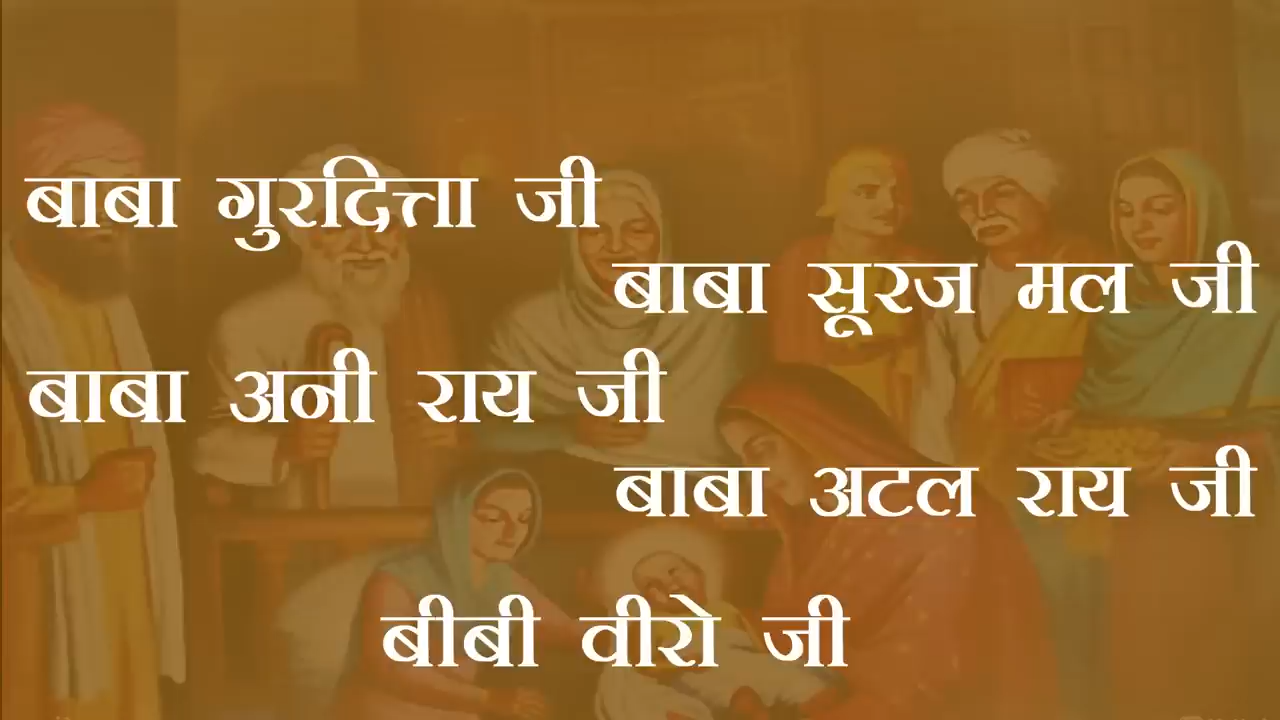 बाबा गुरदित्ता जी
बाबा सूरज मल जी
बाबा अनी राय जी
बाबा अटल राय जी
बीबी वीरो जी